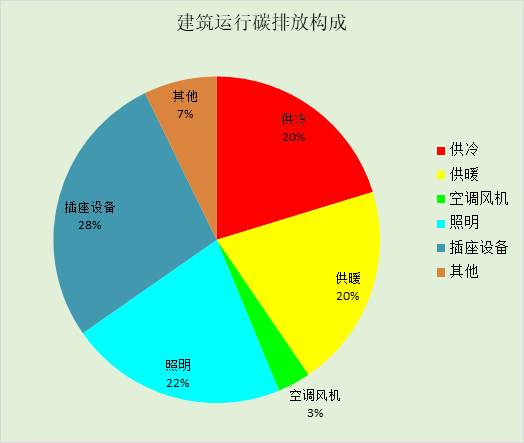 建筑运行碳排放构成
其他
7%
供冷
20%
插座设备
28%
供暖
20%
照明
22%
空调风机
3%
供冷
供暖
空调风机
照明
插座设备
其他